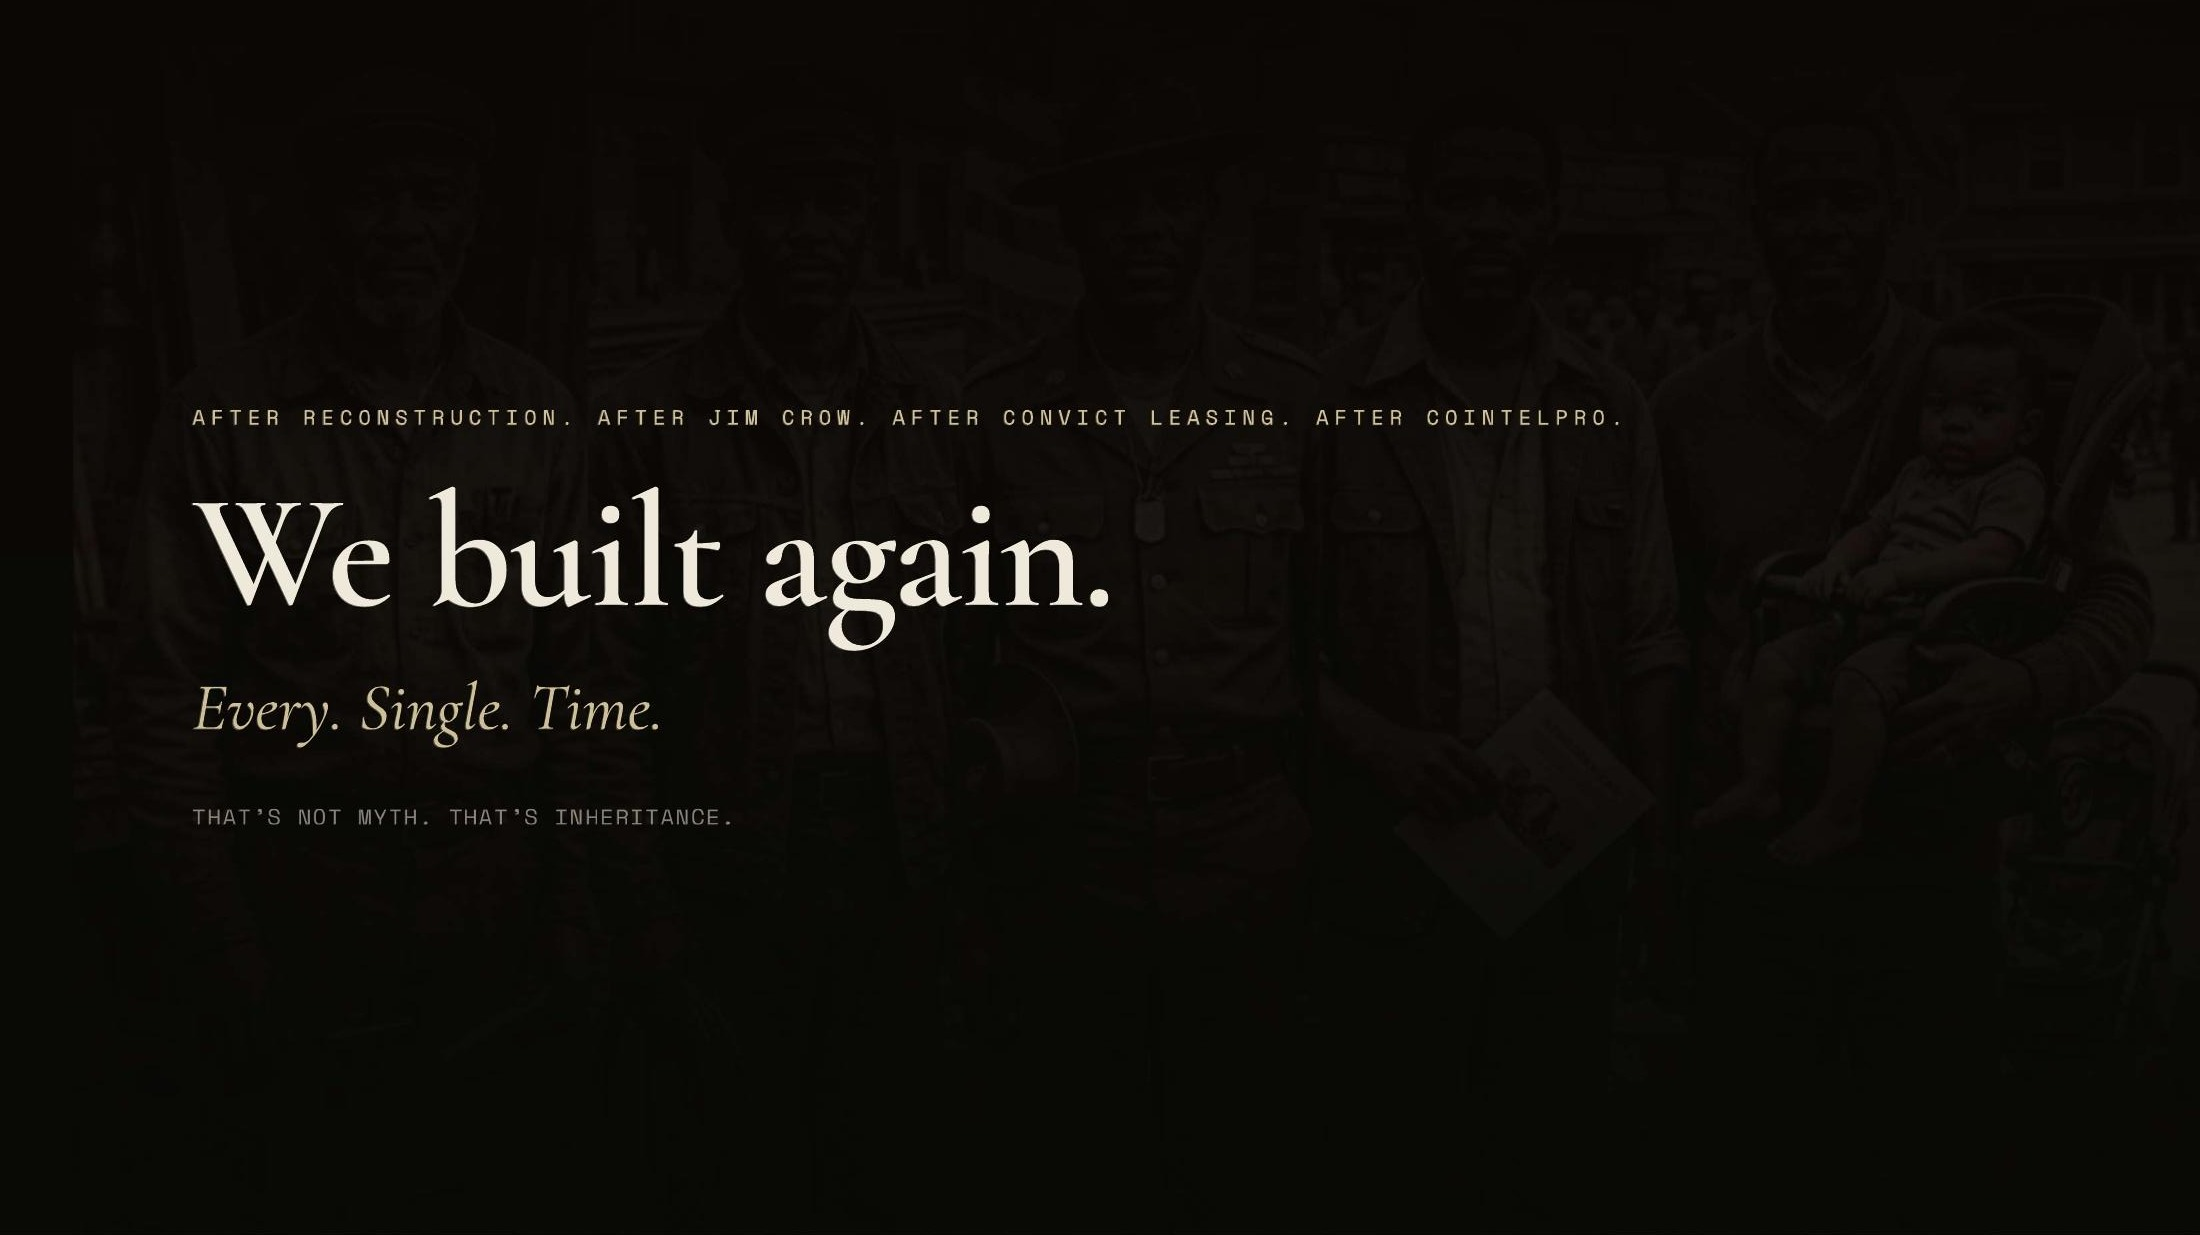 AFTER RECONSTRUCTION. AFTER JIM CROW. AFTER CONVICT LEASING. AFTER COINTELPRO.
We built again.
Every. Single. Time.
THAT’S NOT MYTH. THAT’S INHERITANCE.